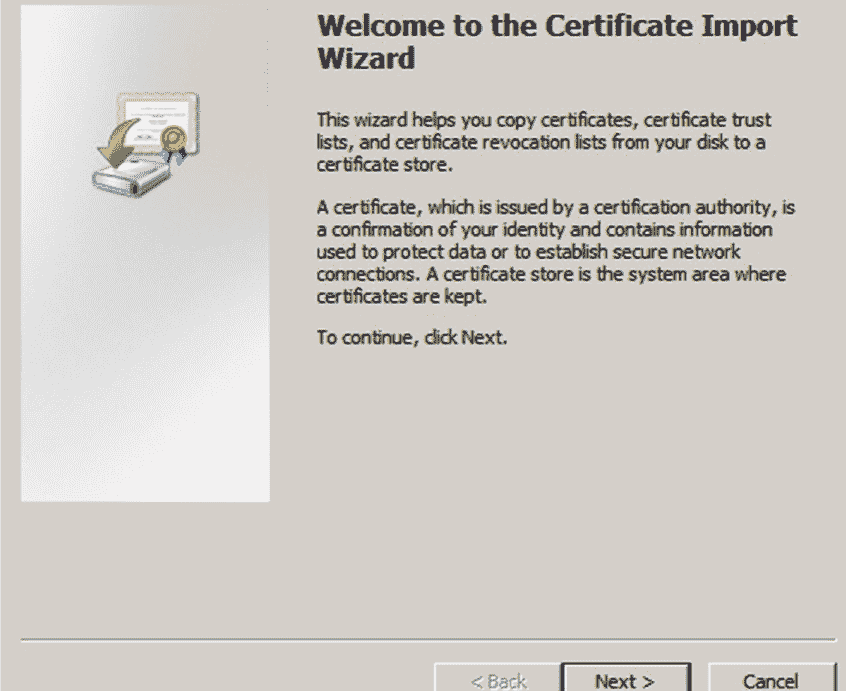 Welcome to the Certificate Import
Wizard
This wizard helps you copy certificates, certificate trust
lists, and certificate revocation lists from your disk to a
certificate store.
A certificate, which is issued by a certification authority, is
a confirmation of your identity and contains information
used to protect data or to establish secure network
connections. A certificate store is the system area where
certificates are kept.
To continue, click Next.
< Back Next > Cancel